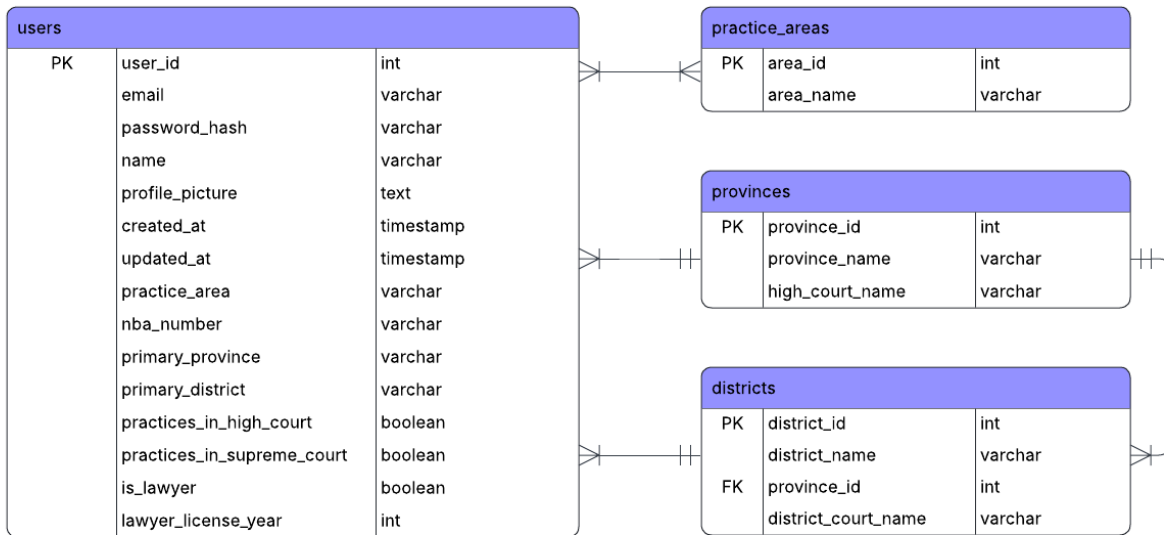 users
PK user_id int
email varchar
password_hash varchar
name varchar
profile_picture text
created_at timestamp
updated_at timestamp
practice_area varchar
nba_number varchar
primary_province varchar
primary_district varchar
practices_in_high_court boolean
practices_in_supreme_court boolean
is_lawyer boolean
lawyer_license_year int
practice_areas
PK area_id int
area_name varchar
provinces
PK province_id int
province_name varchar
high_court_name varchar
districts
PK district_id int
district_name varchar
FK province_id int
district_court_name varchar